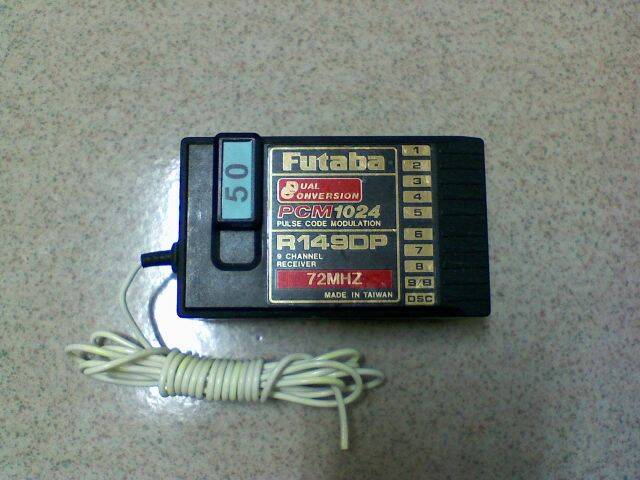 50
Futaba
DUAL
CONVERSION
PCM1024
PULSE CODE MODULATION
R149DP
9 CHANNEL
RECEIVER
72MHZ
MADE IN TAIWAN
1
2
3
4
5
6
7
8
9/B
DSC